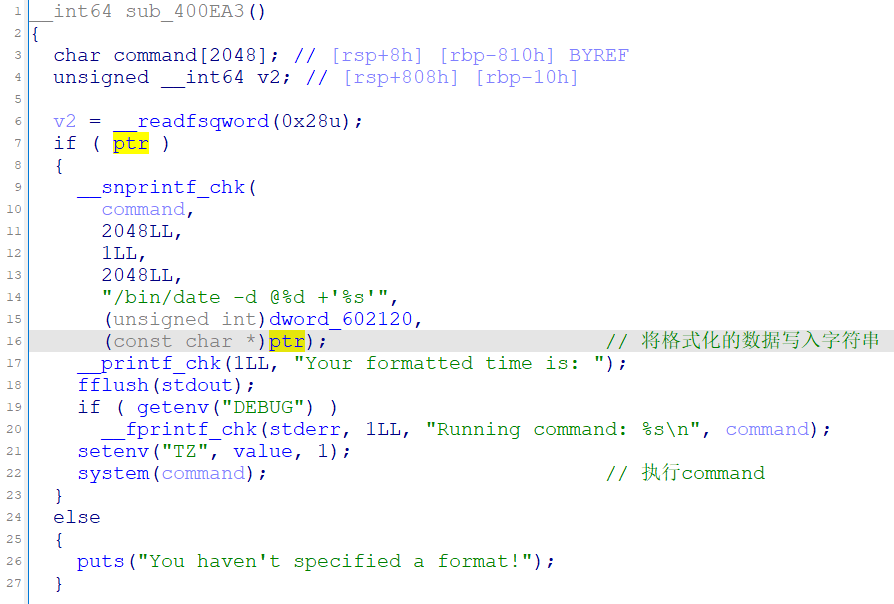 1 __int64 sub_400EA3()
2 {
3 char command[2048]; // [rsp+8h] [rbp-810h] BYREF
4 unsigned __int64 v2; // [rsp+808h] [rbp-10h]
5
6 v2 = __readfsqword(0x28u);
7 if ( ptr )
8 {
9 __snprintf_chk(
10 command,
11 2048LL,
12 1LL,
13 2048LL,
14 "/bin/date -d @%d +'%s'",
15 (unsigned int)dword_602120,
16 (const char *)ptr); // 将格式化的数据写入字符串
17 __printf_chk(1LL, "Your formatted time is: ");
18 fflush(stdout);
19 if ( getenv("DEBUG") )
20 __fprintf_chk(stderr, 1LL, "Running command: %s\n", command);
21 setenv("TZ", value, 1);
22 system(command); // 执行command
23 }
24 else
25 {
26 puts("You haven't specified a format!");
27 }